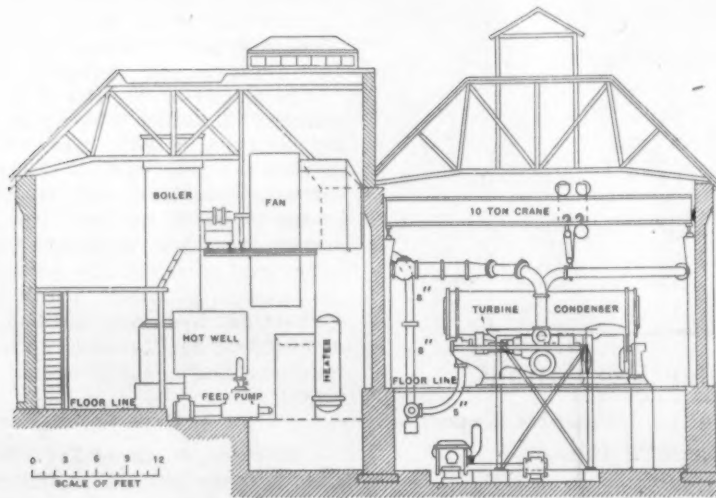 BOILER
FAN
10 TON CRANE
8"
TURBINE
CONDENSER
HOT WELL
8"
HEATER
FLOOR LINE
FEED PUMP
FLOOR LINE
5"
0 3 6 9 12
SCALE OF FEET